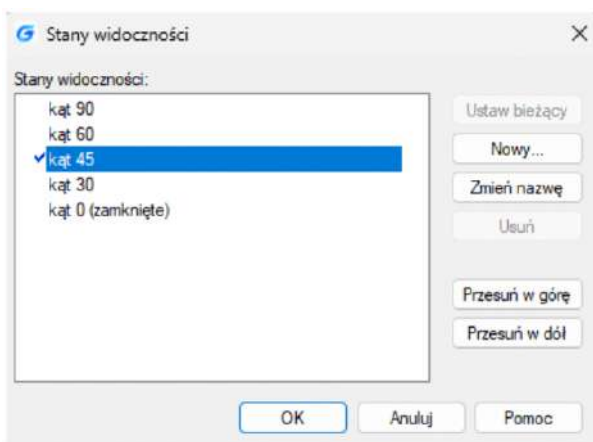 Stany widoczności
Stany widoczności:
kąt 90
kąt 60
kąt 45
kąt 30
kąt 0 (zamknięte)
Ustaw bieżący
Nowy...
Zmień nazwę
Usuń
Przesuń w górę
Przesuń w dół
OK
Anuluj
Pomoc